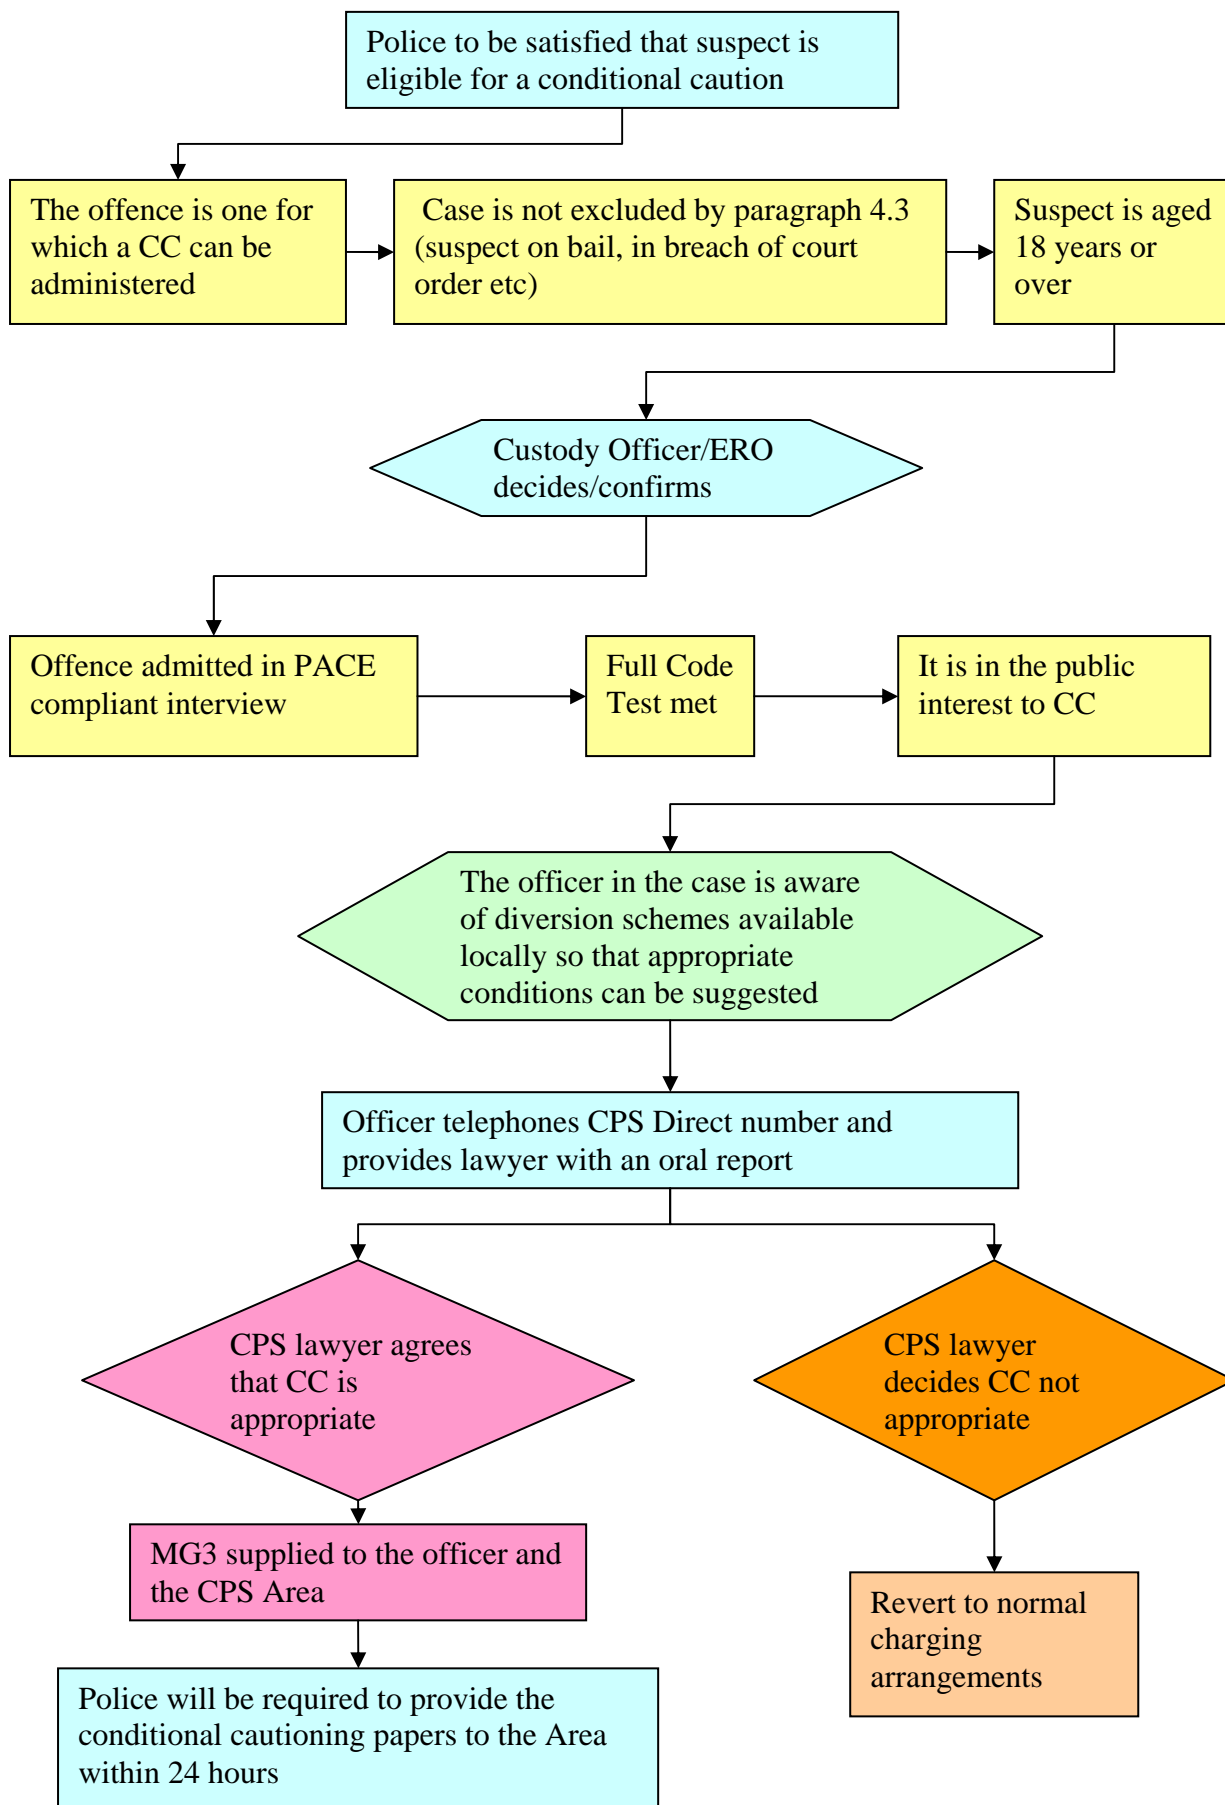 Police to be satisfied that suspect is
eligible for a conditional caution
The offence is one for
which a CC can be
administered
Case is not excluded by paragraph 4.3
(suspect on bail, in breach of court
order etc)
Suspect is aged
18 years or
over
Custody Officer/ERO
decides/confirms
Offence admitted in PACE
compliant interview
Full Code
Test met
It is in the public
interest to CC
The officer in the case is aware
of diversion schemes available
locally so that appropriate
conditions can be suggested
Officer telephones CPS Direct number and
provides lawyer with an oral report
CPS lawyer agrees
that CC is
appropriate
CPS lawyer
decides CC not
appropriate
MG3 supplied to the officer and
the CPS Area
Revert to normal
charging
arrangements
Police will be required to provide the
conditional cautioning papers to the Area
within 24 hours